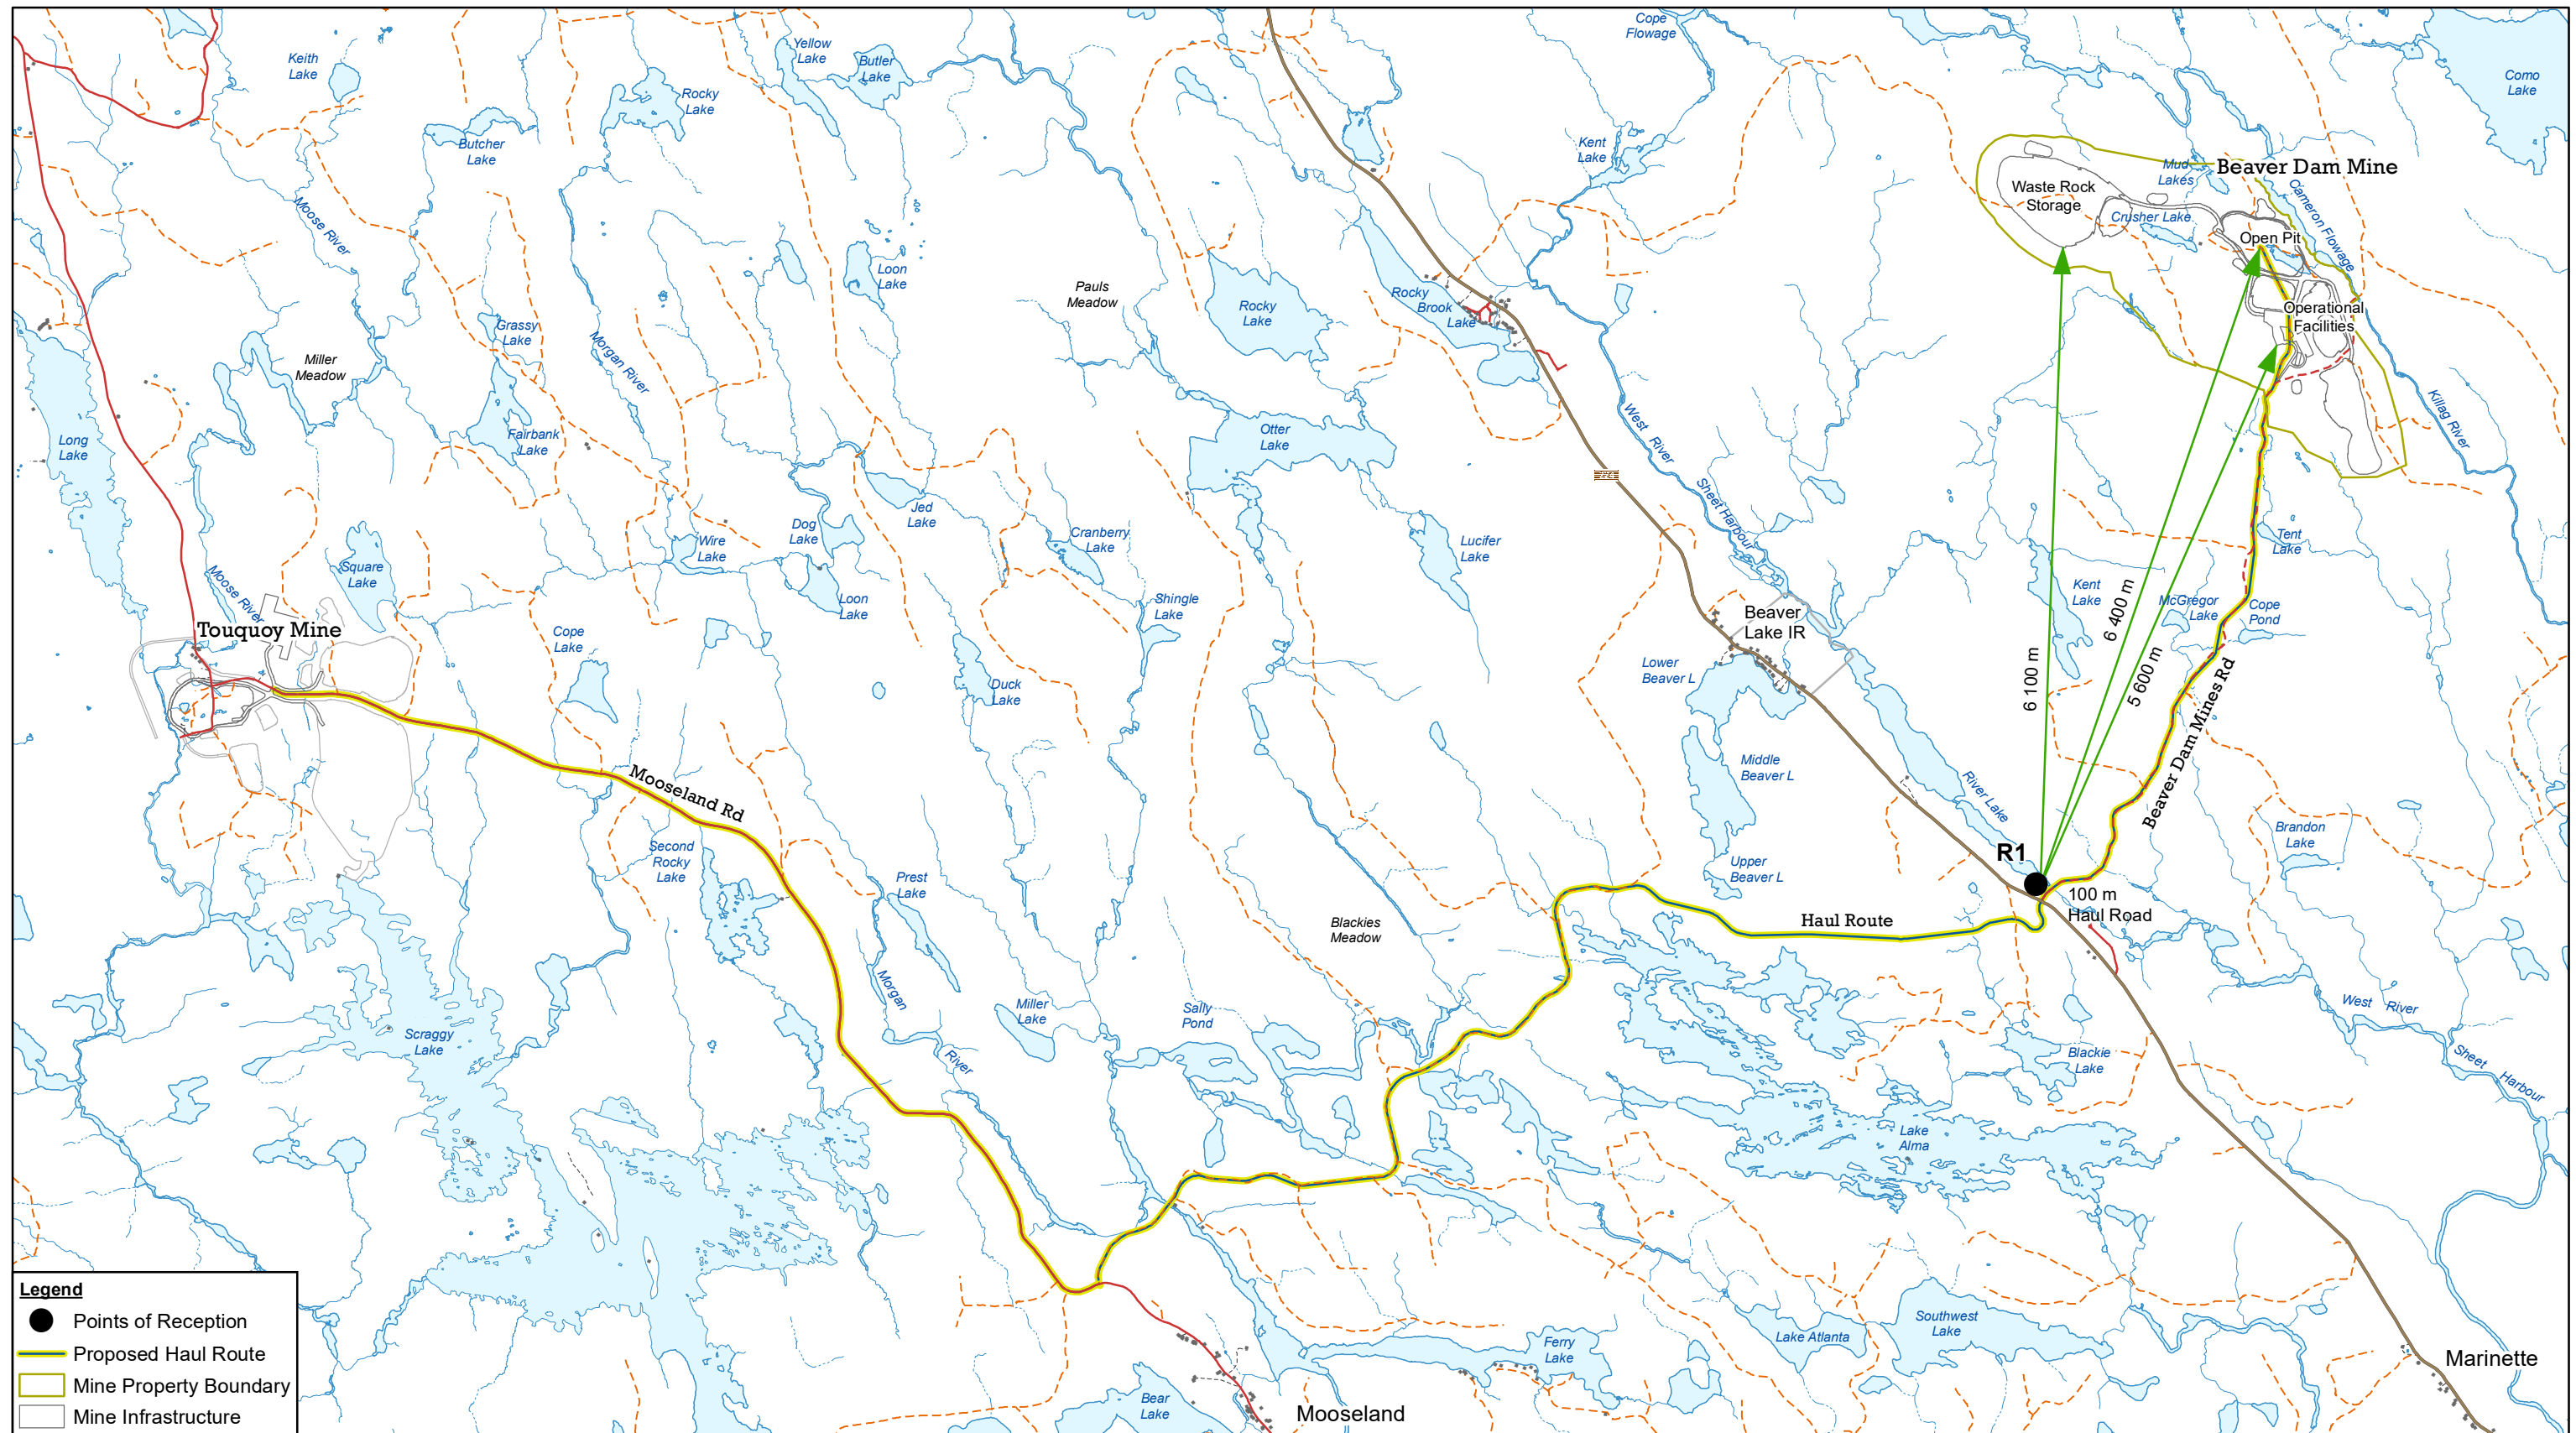 Cope
Flowage
Yellow
Lake
Keith
Lake
Butler
Lake
Como
Lake
Rocky
Lake
Butcher
Lake
Kent
Lake
Mud
Lakes
Beaver Dam Mine
Waste Rock
Storage
Crusher Lake
Cameron Flowage
Open Pit
Moose River
Loon
Lake
Pauls
Meadow
Rocky
Lake
Rocky
Brook
Lake
Operational
Facilities
Grassy
Lake
Morgan River
Miller
Meadow
Long
Lake
Fairbank
Lake
Otter
Lake
West River
Killag River
Jed
Lake
Dog
Lake
Wire
Lake
Cranberry
Lake
Lucifer
Lake
Sheet Harbour
Tent
Lake
Square
Lake
Moose River
Loon
Lake
Shingle
Lake
Kent
Lake
McGregor
Lake
Cope
Pond
Beaver
Lake IR
Touquoy Mine
Cope
Lake
Lower
Beaver L
Duck
Lake
6 100 m
6 400 m
5 600 m
Beaver Dam Mines Rd
Middle
Beaver L
River Lake
Mooseland Rd
Second
Rocky
Lake
Prest
Lake
Upper
Beaver L
R1
Brandon
Lake
100 m
Haul Road
Haul Route
Blackies
Meadow
Morgan
River
Miller
Lake
Sally
Pond
West River
Scraggy
Lake
Blackie
Lake
Sheet Harbour
Lake
Alma
Legend
Points of Reception
Proposed Haul Route
Mine Property Boundary
Mine Infrastructure
Southwest
Lake
Lake Atlanta
Ferry
Lake
Marinette
Bear
Lake
Mooseland